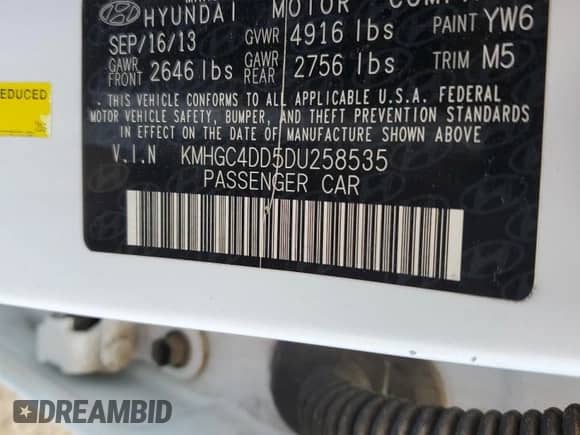 HYUNDAI MOTOR
SEP/16/13 GVWR 4916 lbs PAINT YW6
GAWR FRONT 2646 lbs GAWR REAR 2756 lbs TRIM M5
THIS VEHICLE CONFORMS TO ALL APPLICABLE U.S.A. FEDERAL
MOTOR VEHICLE SAFETY, BUMPER, AND THEFT PREVENTION STANDARDS
IN EFFECT ON THE DATE OF MANUFACTURE SHOWN ABOVE.
V.I.N KMHGC4DD5DU258535
PASSENGER CAR
EDUCED
DREAMBID